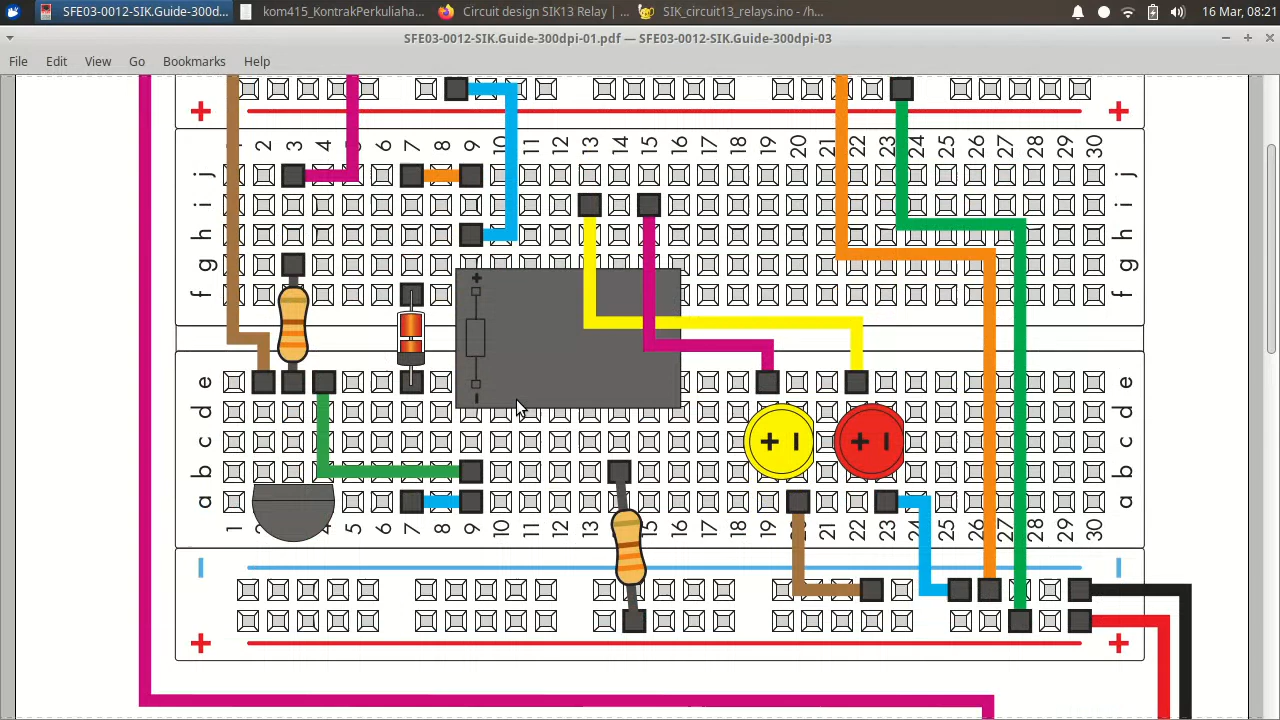 SFE03-0012-SIK.Guide-300d... kom415_KontrakPerkuliaha... Circuit design SIK13 Relay | ... SIK_circuit13_relays.ino - /h... 16 Mar, 08:21
SFE03-0012-SIK.Guide-300dpi-01.pdf — SFE03-0012-SIK.Guide-300dpi-03
File Edit View Go Bookmarks Help
+ +
1 2 3 4 5 6 7 8 9 10 11 12 13 14 15 16 17 18 19 20 21 22 23 24 25 26 27 28 29 30
j j
i i
h h
g g
f f
+
-
e e
d d
c + - + - c
b b
a a
1 2 4 5 6 7 8 9 10 11 12 13 15 16 17 18 19 20 21 22 23 24 25 26 27 28 29 30
- -
+ +